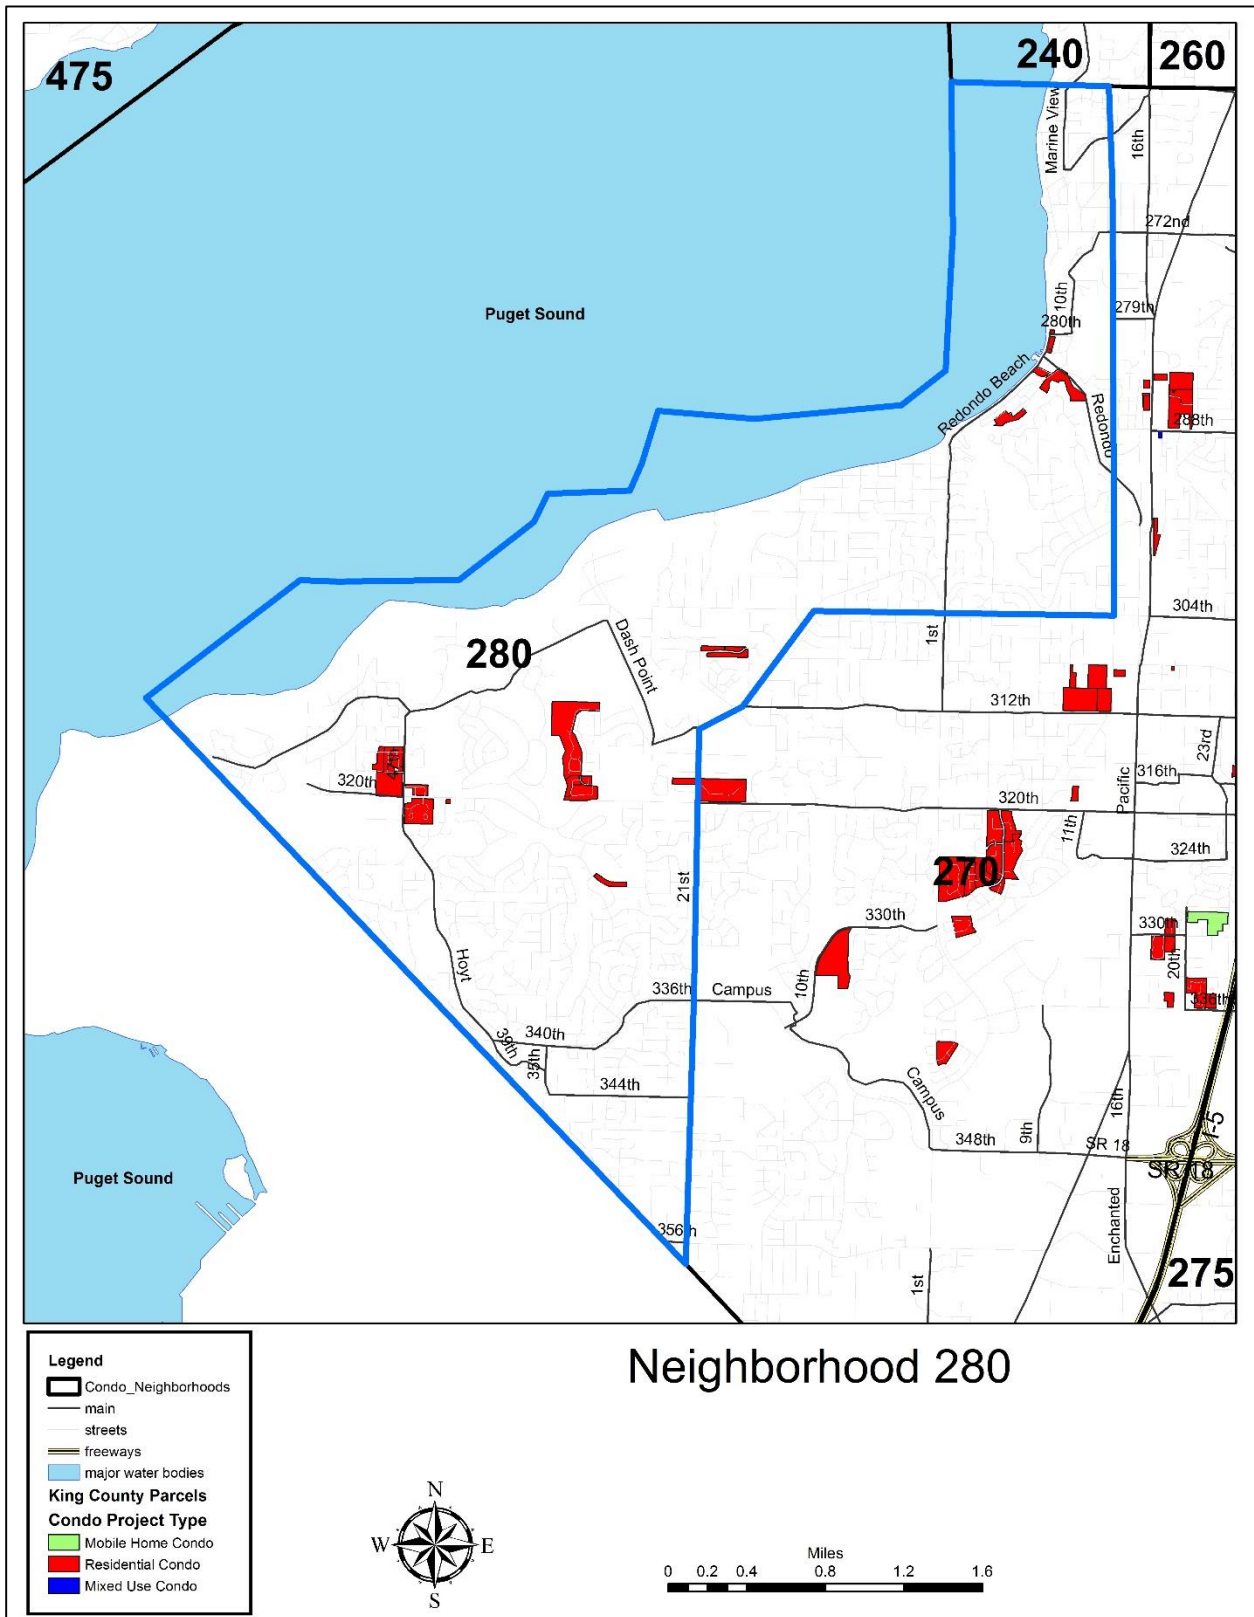 475
240
260
Marine View
16th
272nd
Puget Sound
10th
279th
280th
Redondo Beach
Redondo
288th
304th
1st
280
Dash Point
312th
23rd
47th
320th
316th
Pacific
320th
11th
324th
270
21st
330th
330th
20th
Hoyt
10th
336th
Campus
336th
340th
39th
35th
344th
Campus
16th
9th
348th
SR 18
I-5
SR 18
Puget Sound
356th
Enchanted
1st
275
Neighborhood 280
Legend
Condo_Neighborhoods
main
streets
freeways
major water bodies
King County Parcels
Condo Project Type
Mobile Home Condo
Residential Condo
Mixed Use Condo
N
W
E
S
Miles
0 0.2 0.4 0.8 1.2 1.6